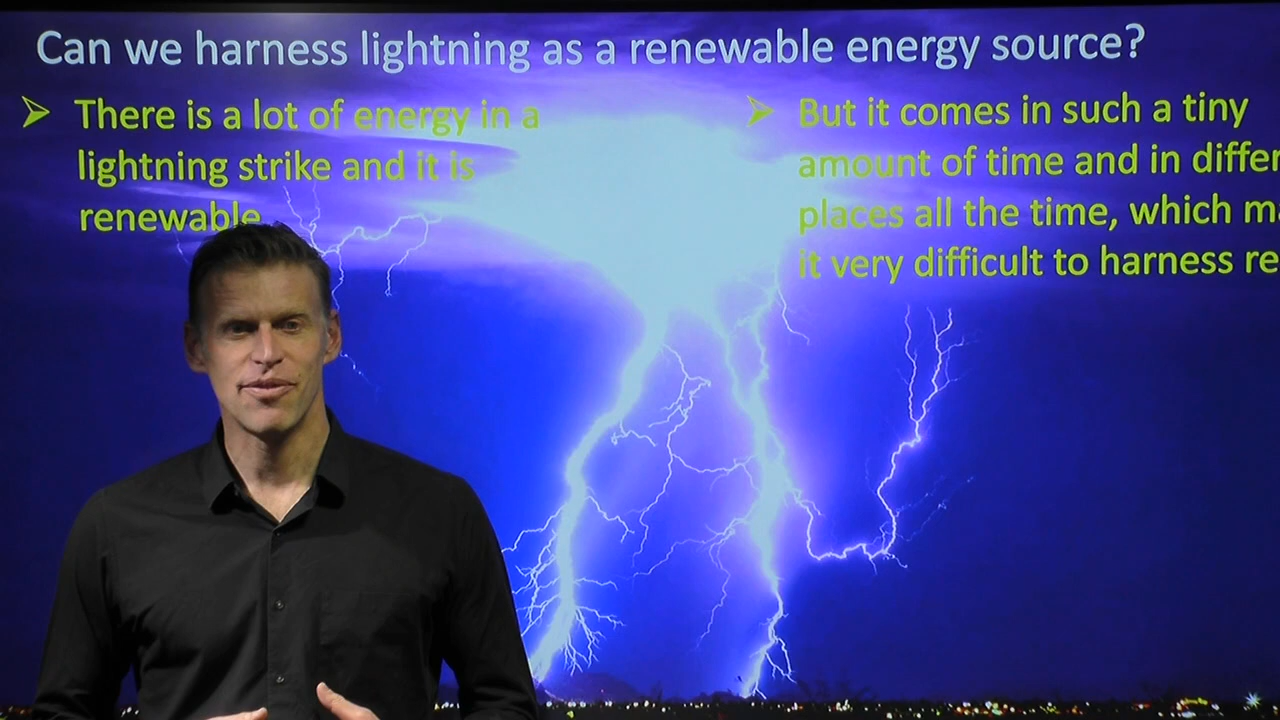 Can we harness lightning as a renewable energy source?
➢ There is a lot of energy in a
lightning strike and it is
renewable
➢ But it comes in such a tiny
amount of time and in differ
places all the time, which m
it very difficult to harness re